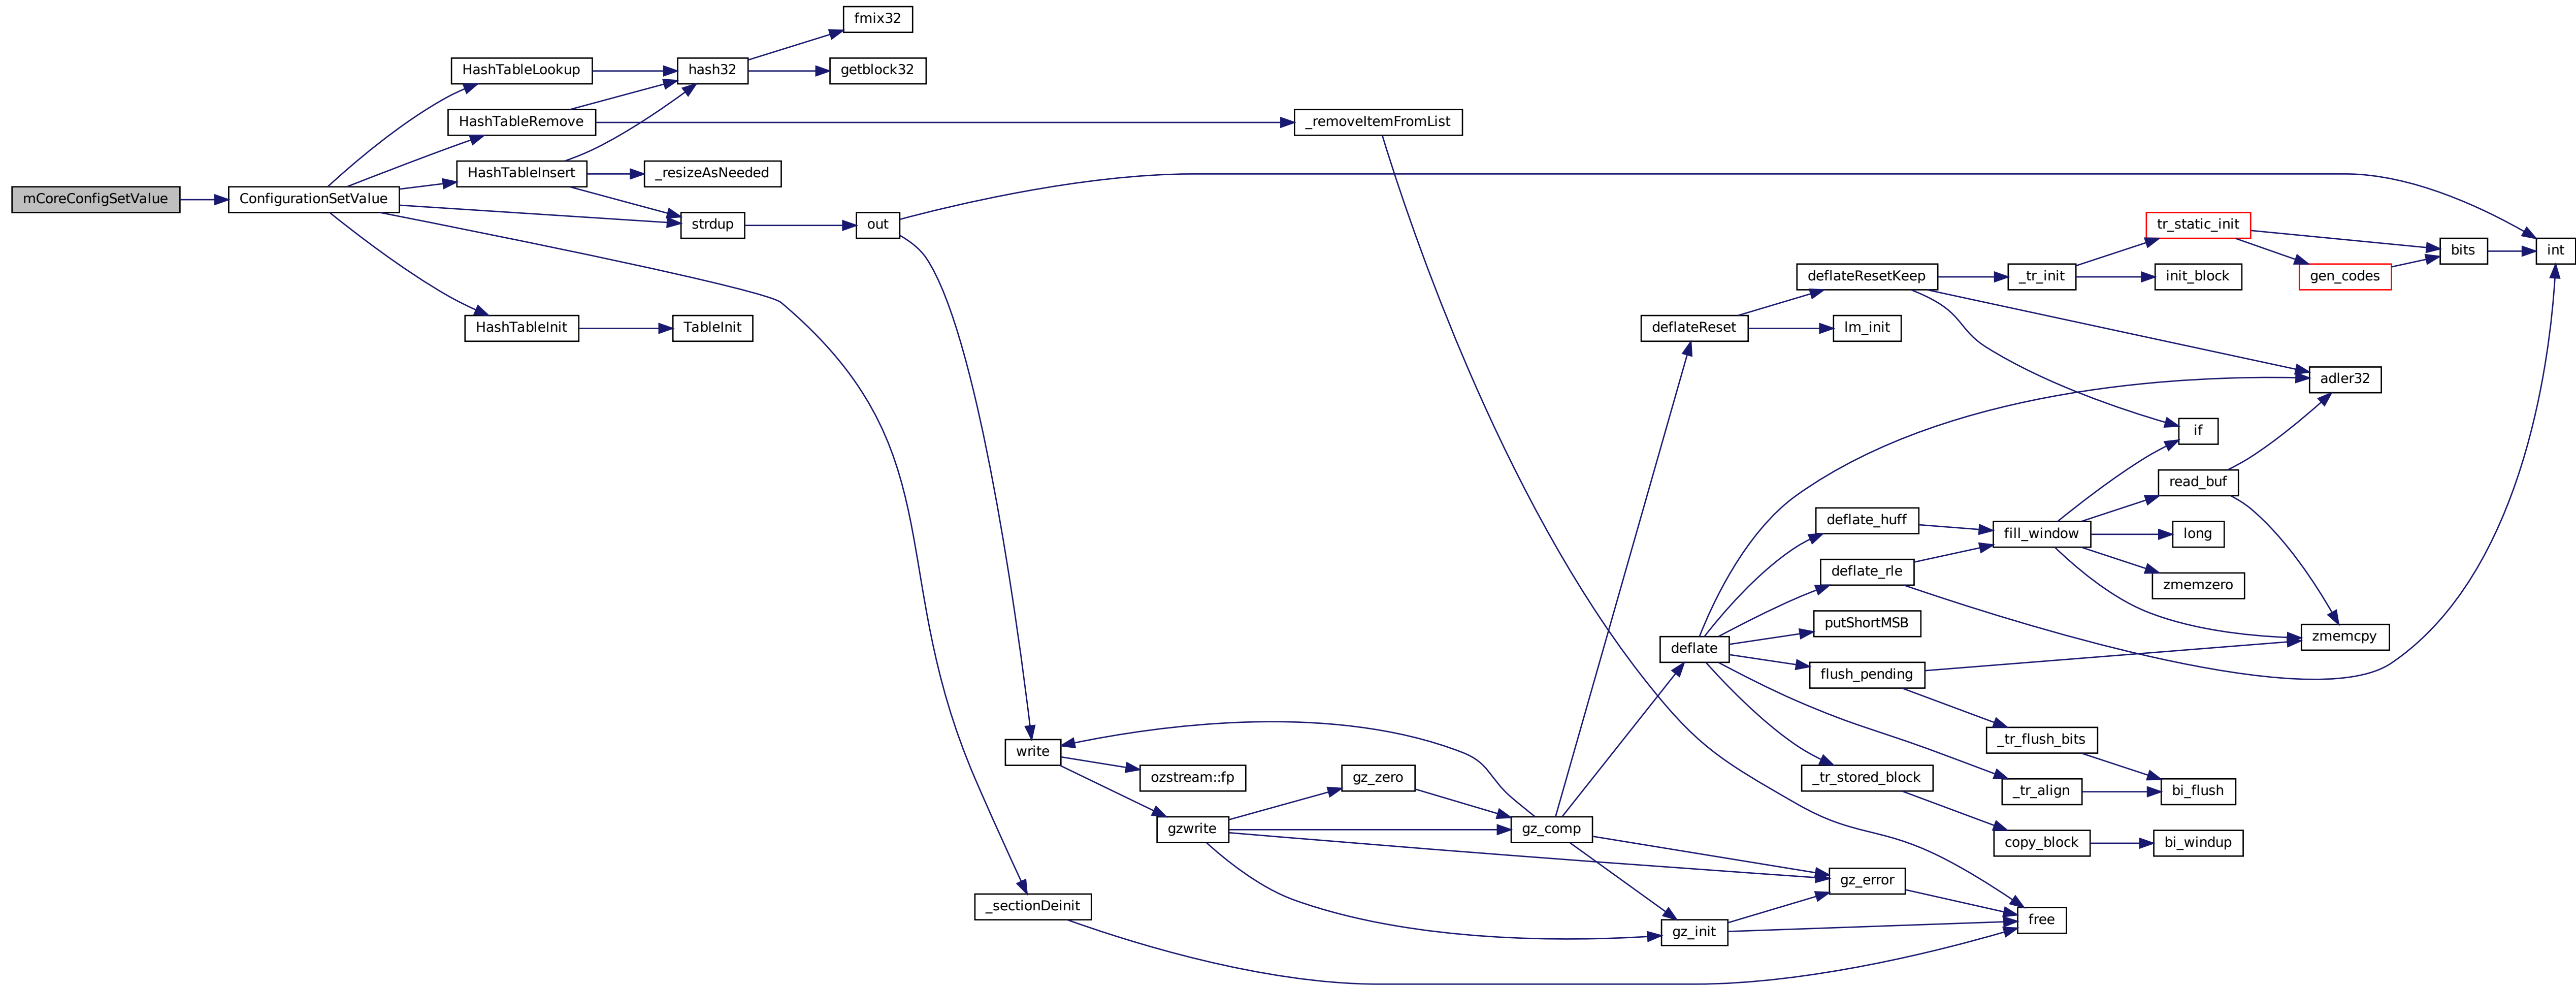 fmix32
HashTableLookup
hash32
getblock32
HashTableRemove
_removeItemFromList
HashTableInsert
_resizeAsNeeded
mCoreConfigSetValue
ConfigurationSetValue
strdup
out
tr_static_init
bits
int
deflateResetKeep
_tr_init
init_block
gen_codes
HashTableInit
TableInit
deflateReset
lm_init
adler32
if
read_buf
deflate_huff
fill_window
long
deflate_rle
zmemzero
putShortMSB
deflate
zmemcpy
flush_pending
write
_tr_flush_bits
ozstream::fp
gz_zero
_tr_stored_block
_tr_align
bi_flush
gzwrite
gz_comp
copy_block
bi_windup
gz_error
_sectionDeinit
gz_init
free